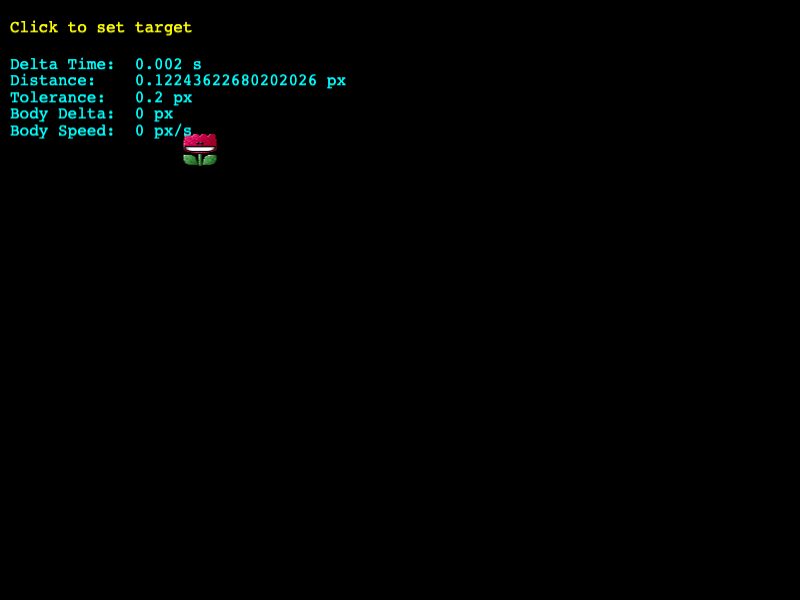 Click to set target
Delta Time: 0.002 s
Distance: 0.12243622680202026 px
Tolerance: 0.2 px
Body Delta: 0 px
Body Speed: 0 px/s